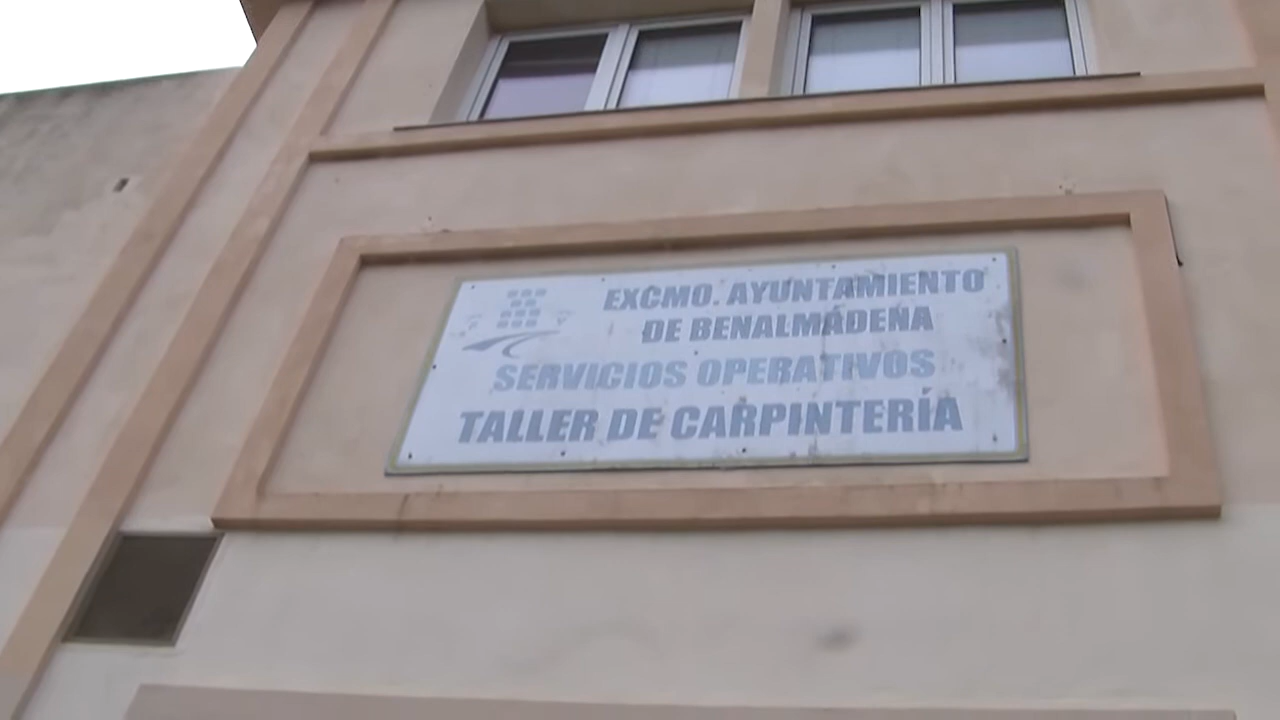 EXCMO. AYUNTAMIENTO
DE BENALMÁDENA
SERVICIOS OPERATIVOS
TALLER DE CARPINTERÍA